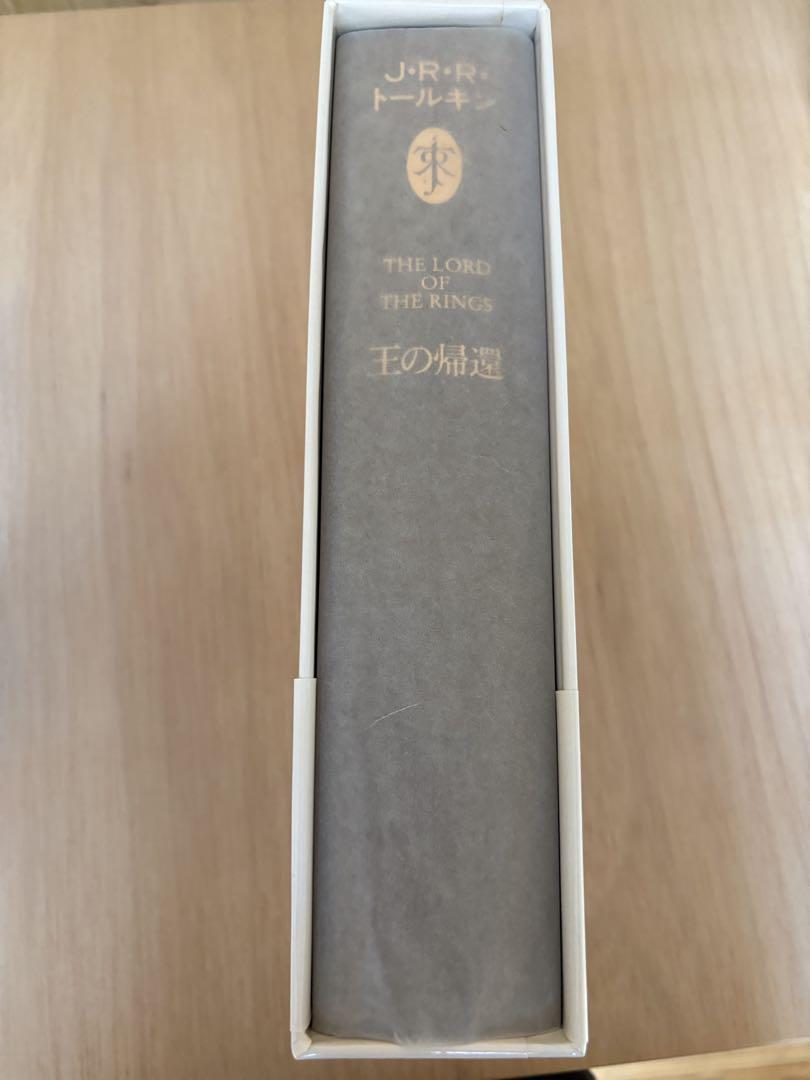 J・R・R・
トールキン
THE LORD
OF
THE RINGS
王の帰還